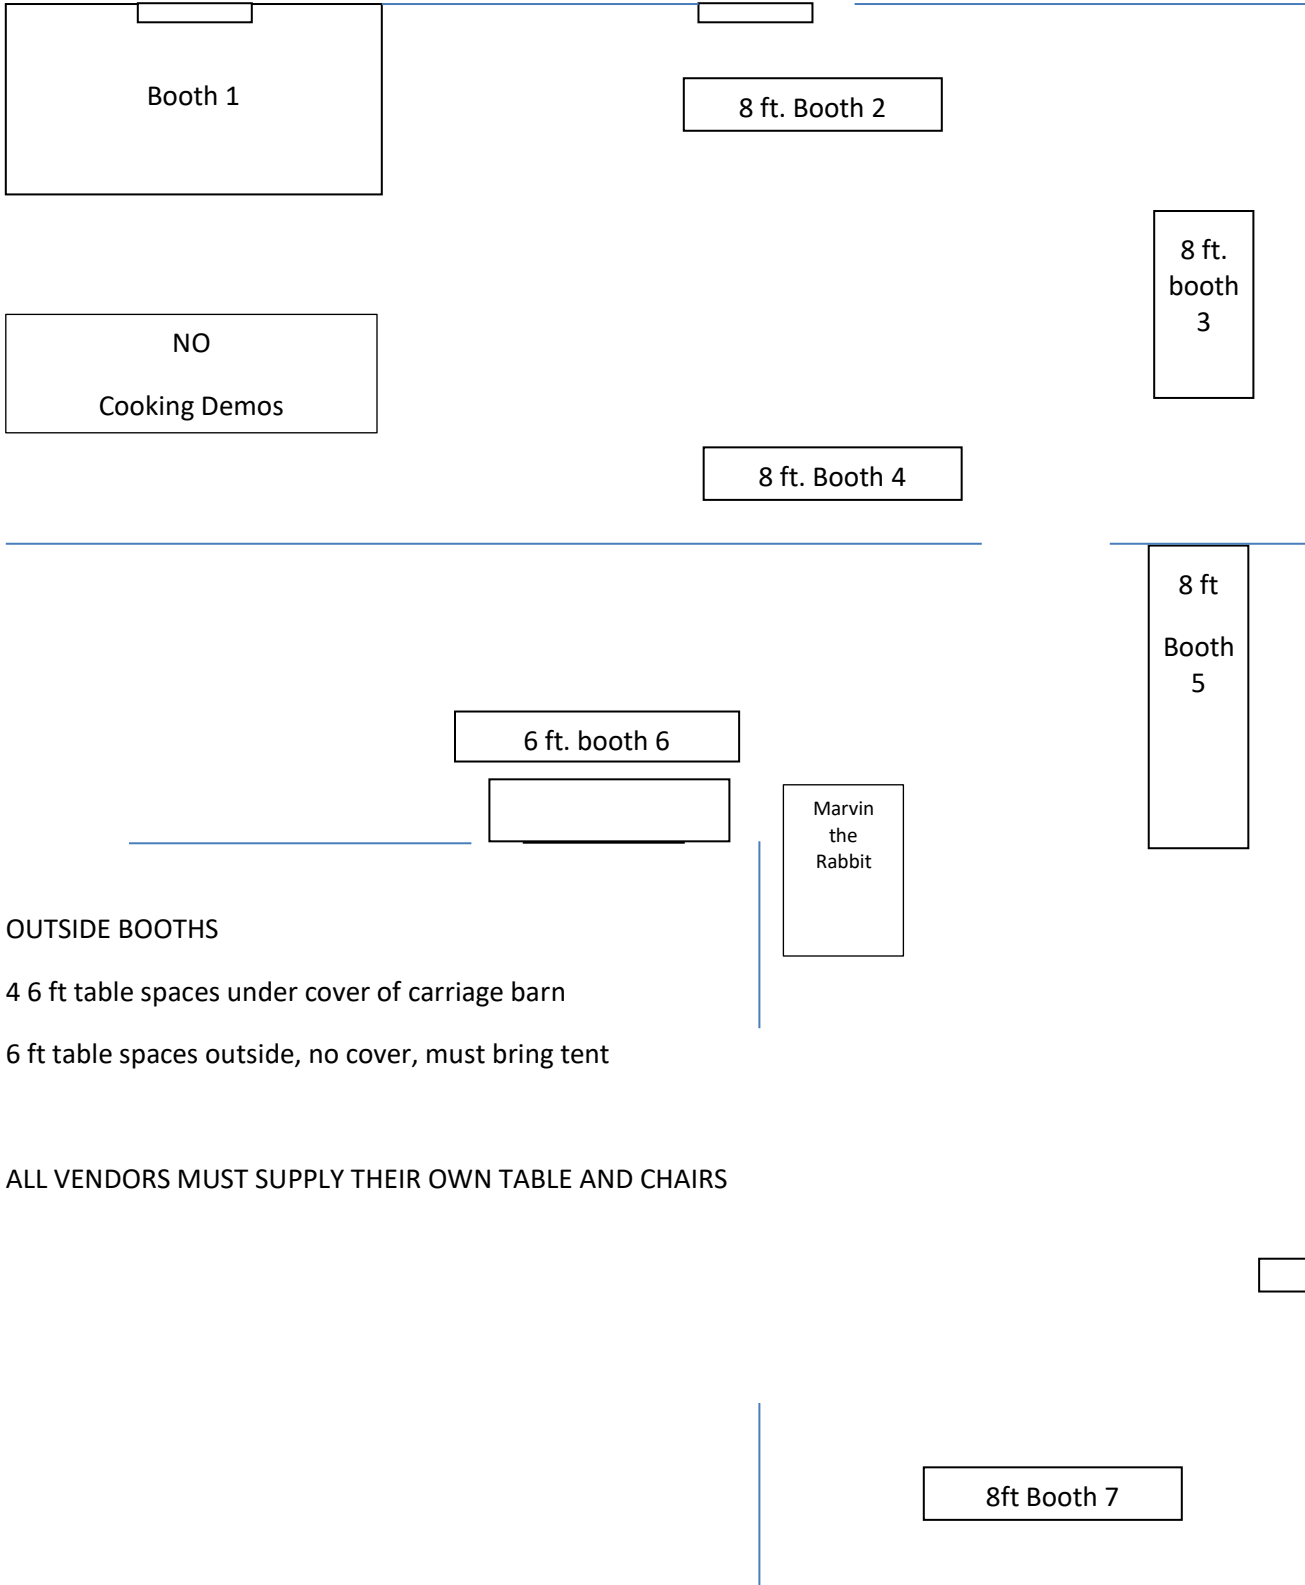 Booth 1
8 ft. Booth 2
8 ft.
booth
3
NO
Cooking Demos
8 ft. Booth 4
8 ft
Booth
5
6 ft. booth 6
Marvin
the
Rabbit
OUTSIDE BOOTHS
4 6 ft table spaces under cover of carriage barn
6 ft table spaces outside, no cover, must bring tent
ALL VENDORS MUST SUPPLY THEIR OWN TABLE AND CHAIRS
8ft Booth 7